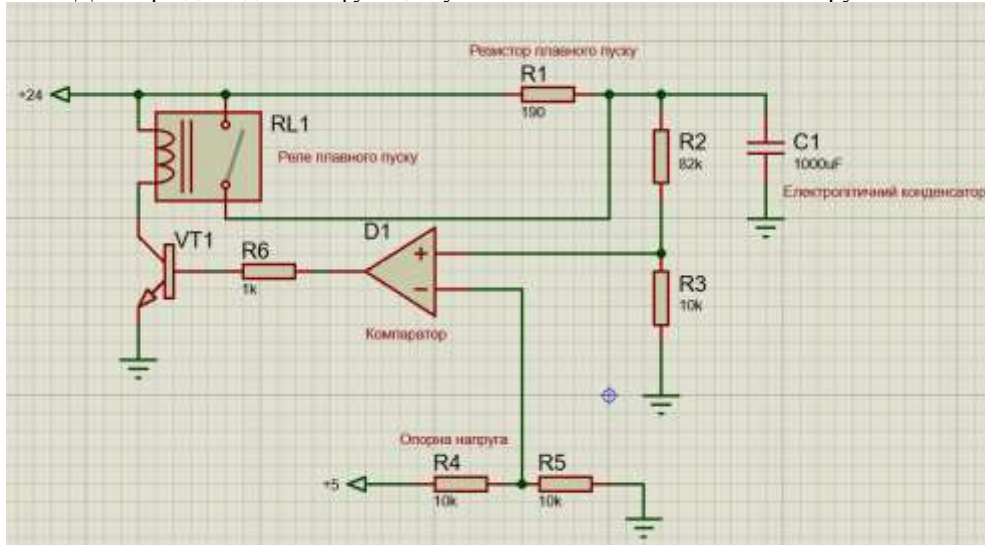 Резистор плавного пуску
R1
190
+24
RL1
Реле плавного пуску
R2
82k
C1
1000uF
Електролітичний конденсатор
VT1
R6
1k
D1
+
−
Компаратор
R3
10k
Опорна напруга
R4
R5
+5
10k
10k